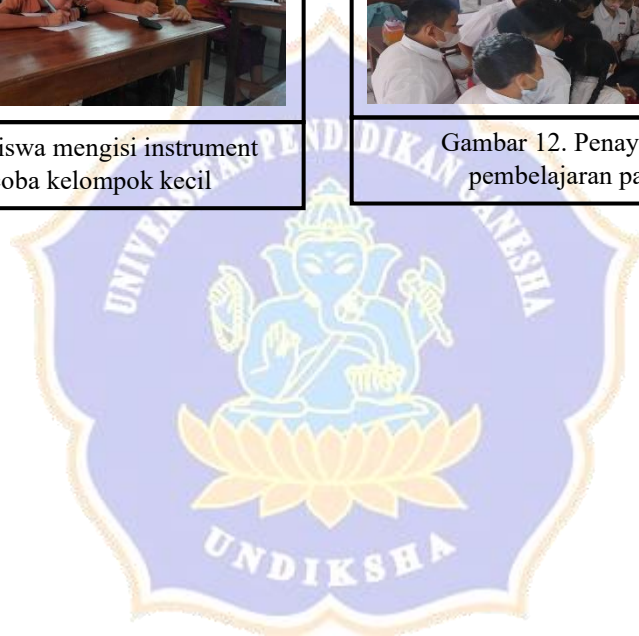 iswa mengisi instrument
oba kelompok kecil
Gambar 12. Penay
pembelajaran pa
UNIVERSITAS PENDIDIKAN GANESHA
UNDIKSHA